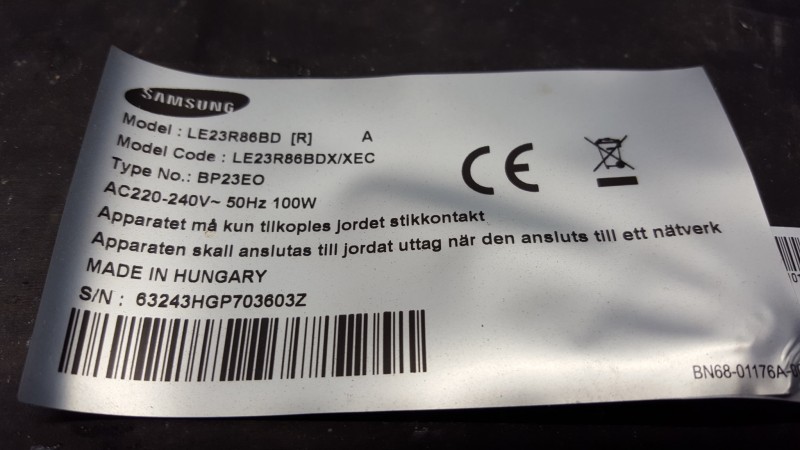 SAMSUNG
Model : LE23R86BD [R] A
Model Code : LE23R86BDX/XEC
Type No.: BP23EO
AC220-240V~ 50Hz 100W
Apparatet må kun tilkoples jordet stikkontakt
Apparaten skall anslutas till jordat uttag när den ansluts till ett nätverk
MADE IN HUNGARY
S/N : 63243HGP703603Z
CE
BN68-01176A-